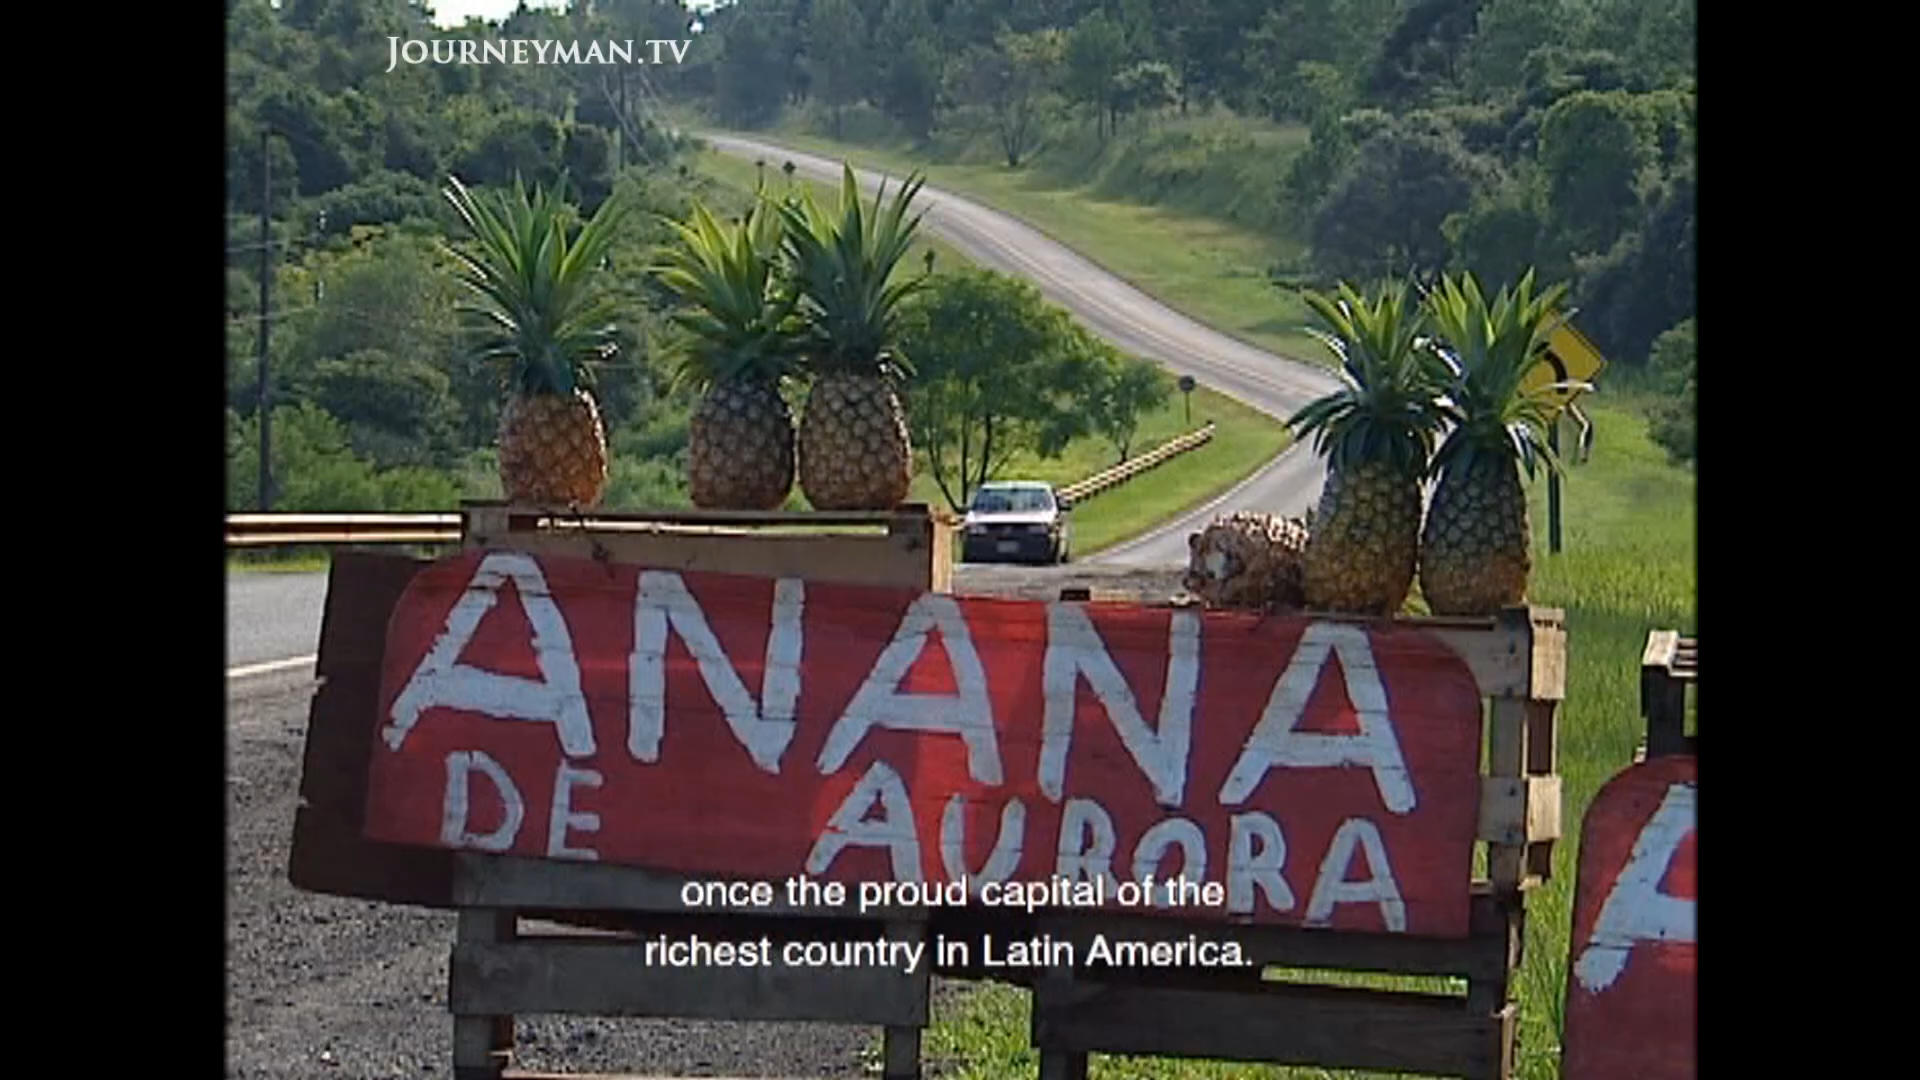 JOURNEYMAN.TV
ANANA
DE AURORA
A
once the proud capital of the
richest country in Latin America.